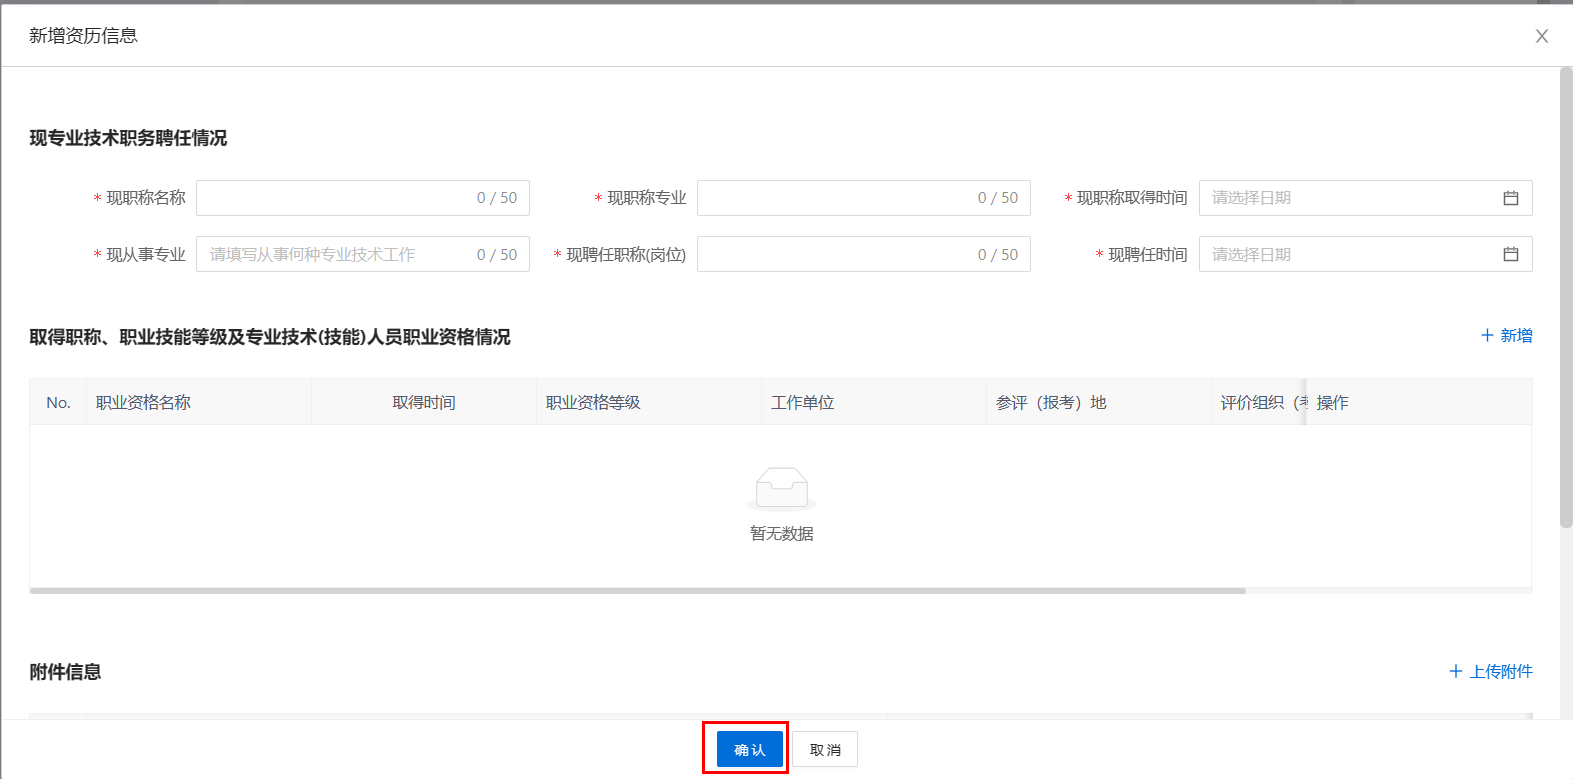 新增资历信息
现专业技术职务聘任情况
* 现职称名称 0 / 50 * 现职称专业 0 / 50 * 现职称取得时间 请选择日期
* 现从事专业 请填写从事何种专业技术工作 0 / 50 * 现聘任职称(岗位) 0 / 50 * 现聘任时间 请选择日期
取得职称、职业技能等级及专业技术(技能)人员职业资格情况 + 新增
No. 职业资格名称 取得时间 职业资格等级 工作单位 参评（报考）地 评价组织（ 操作
暂无数据
附件信息 + 上传附件
确认 取消